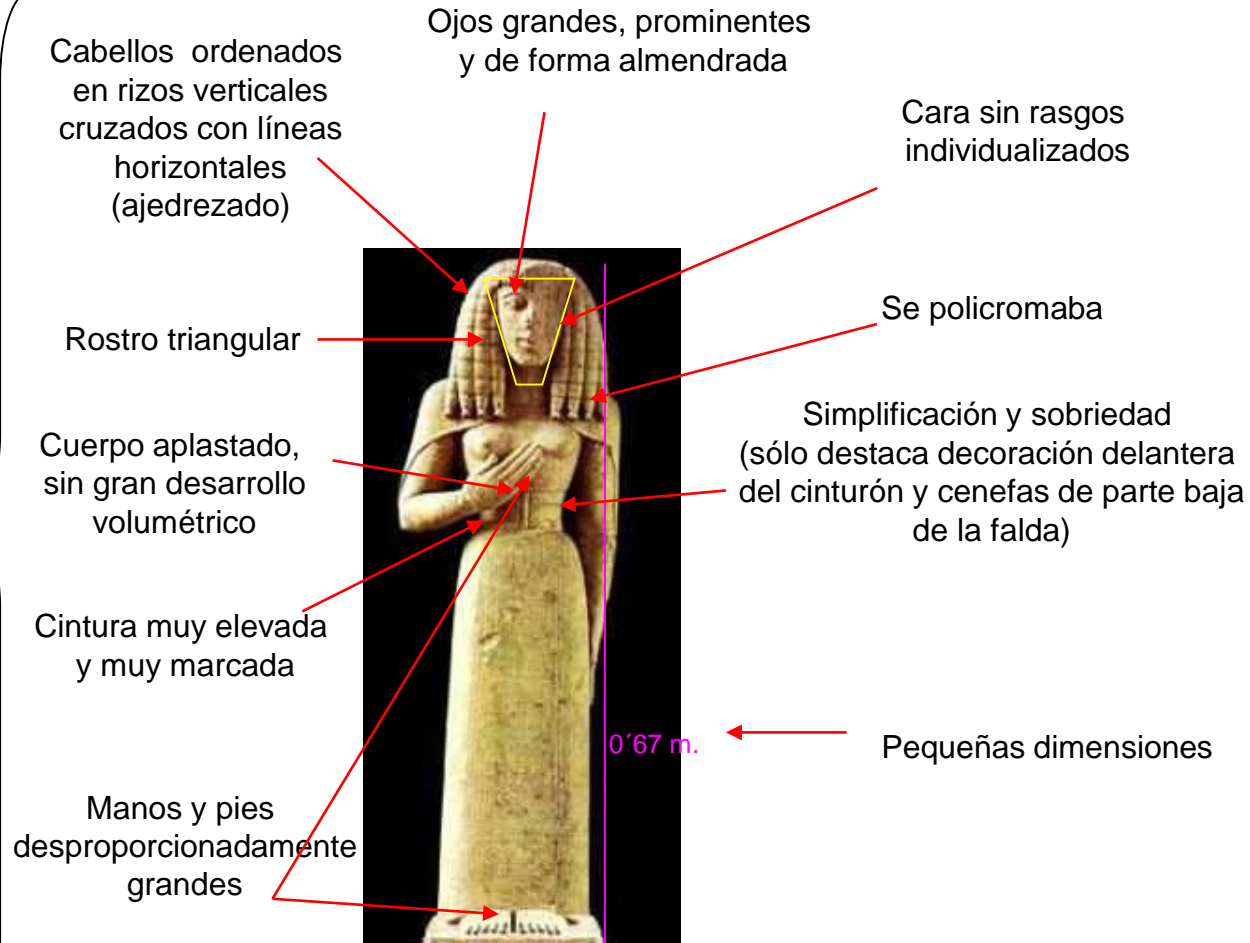 Ojos grandes, prominentes
y de forma almendrada
Cabellos ordenados
en rizos verticales
cruzados con líneas
horizontales
(ajedrezado)
Cara sin rasgos
individualizados
Rostro triangular
Se policromaba
Cuerpo aplastado,
sin gran desarrollo
volumétrico
Simplificación y sobriedad
(sólo destaca decoración delantera
del cinturón y cenefas de parte baja
de la falda)
Cintura muy elevada
y muy marcada
0´67 m.
Pequeñas dimensiones
Manos y pies
desproporcionadamente
grandes